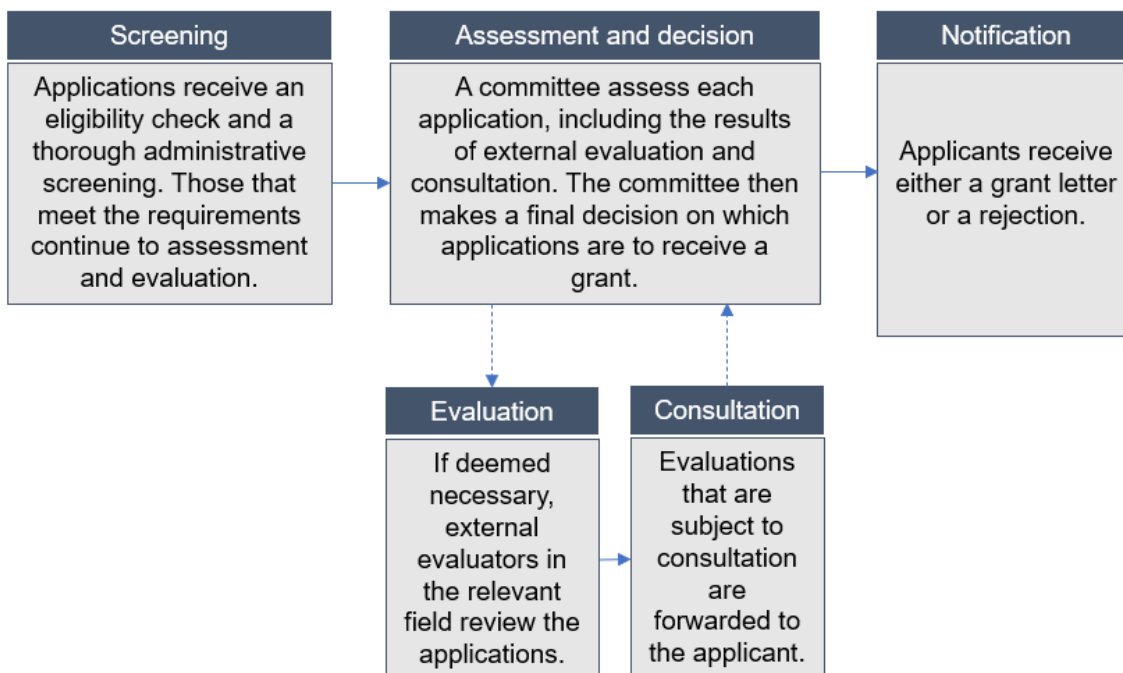 Screening
Applications receive an
eligibility check and a
thorough administrative
screening. Those that
meet the requirements
continue to assessment
and evaluation.
Assessment and decision
A committee assess each
application, including the results
of external evaluation and
consultation. The committee then
makes a final decision on which
applications are to receive a
grant.
Notification
Applicants receive
either a grant letter
or a rejection.
Evaluation
If deemed
necessary,
external
evaluators in
the relevant
field review the
applications.
Consultation
Evaluations
that are
subject to
consultation
are
forwarded to
the applicant.